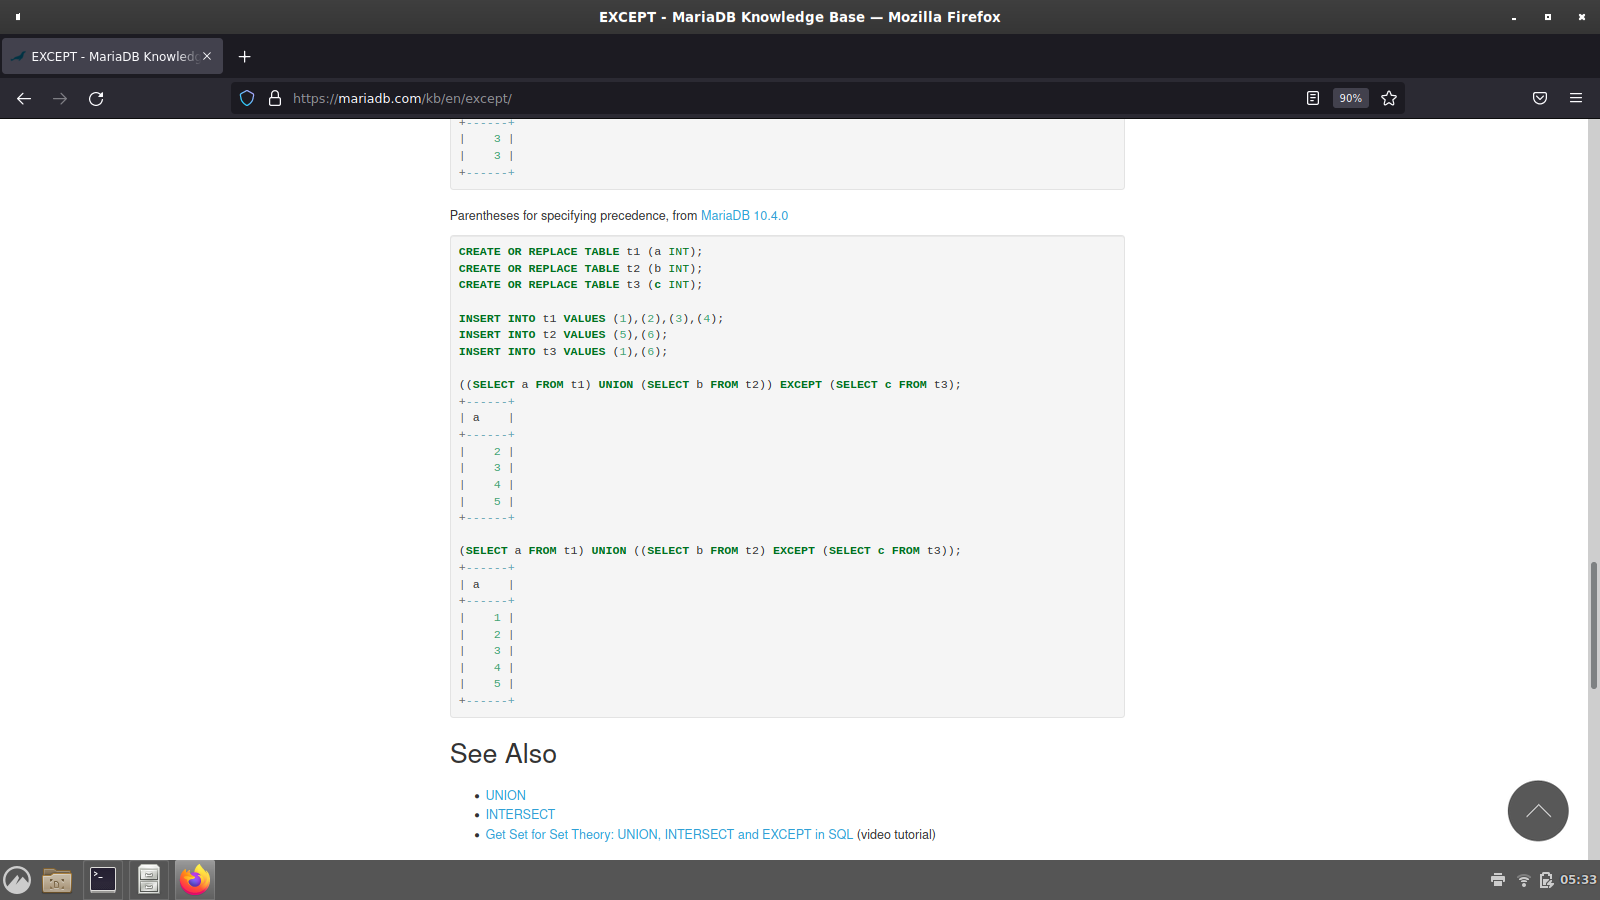 EXCEPT - MariaDB Knowledge Base — Mozilla Firefox
EXCEPT - MariaDB Knowledg
https://mariadb.com/kb/en/except/
90%
+------+
|    3 |
|    3 |
+------+
Parentheses for specifying precedence, from MariaDB 10.4.0
CREATE OR REPLACE TABLE t1 (a INT);
CREATE OR REPLACE TABLE t2 (b INT);
CREATE OR REPLACE TABLE t3 (c INT);
INSERT INTO t1 VALUES (1),(2),(3),(4);
INSERT INTO t2 VALUES (5),(6);
INSERT INTO t3 VALUES (1),(6);
((SELECT a FROM t1) UNION (SELECT b FROM t2)) EXCEPT (SELECT c FROM t3);
+------+
| a    |
+------+
|    2 |
|    3 |
|    4 |
|    5 |
+------+
(SELECT a FROM t1) UNION ((SELECT b FROM t2) EXCEPT (SELECT c FROM t3));
+------+
| a    |
+------+
|    1 |
|    2 |
|    3 |
|    4 |
|    5 |
+------+
See Also
• UNION
• INTERSECT
• Get Set for Set Theory: UNION, INTERSECT and EXCEPT in SQL (video tutorial)
05:33